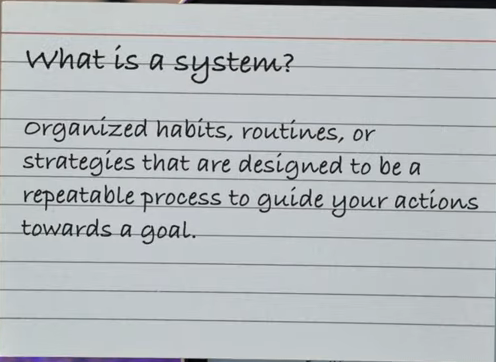 What is a system?
Organized habits, routines, or
strategies that are designed to be a
repeatable process to guide your actions
towards a goal.